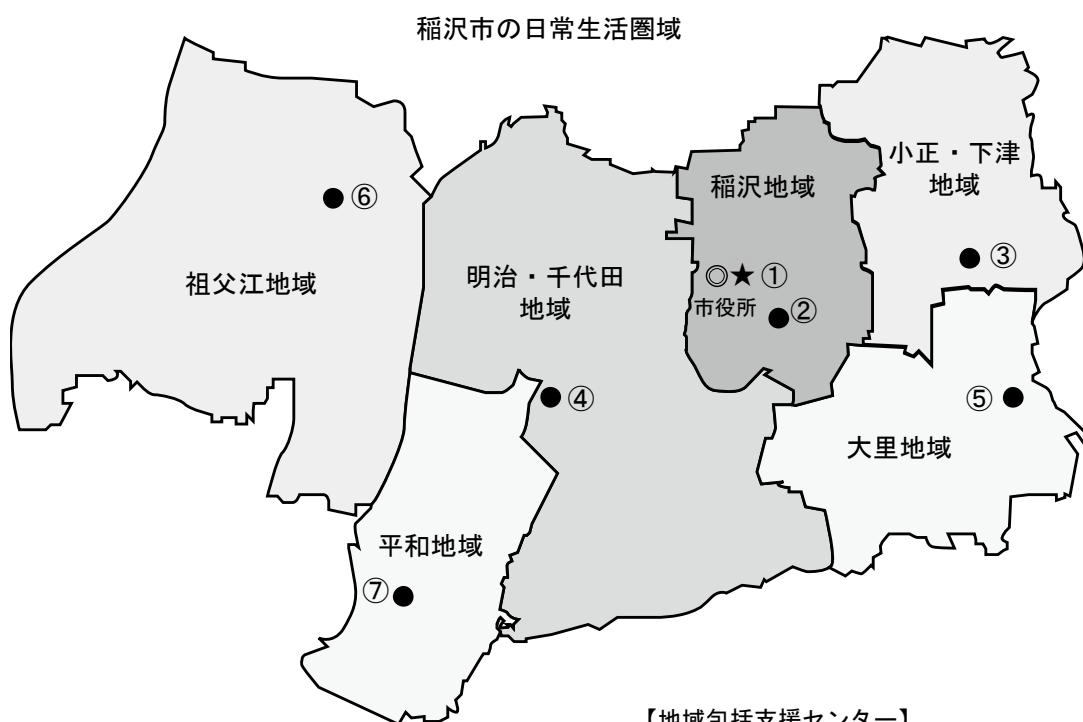 稲沢市の日常生活圏域
小正・下津
地域
稲沢地域
⑥
③
祖父江地域
明治・千代田
地域
◎★①
市役所
②
④
⑤
大里地域
平和地域
⑦
【地域包括支援センター】